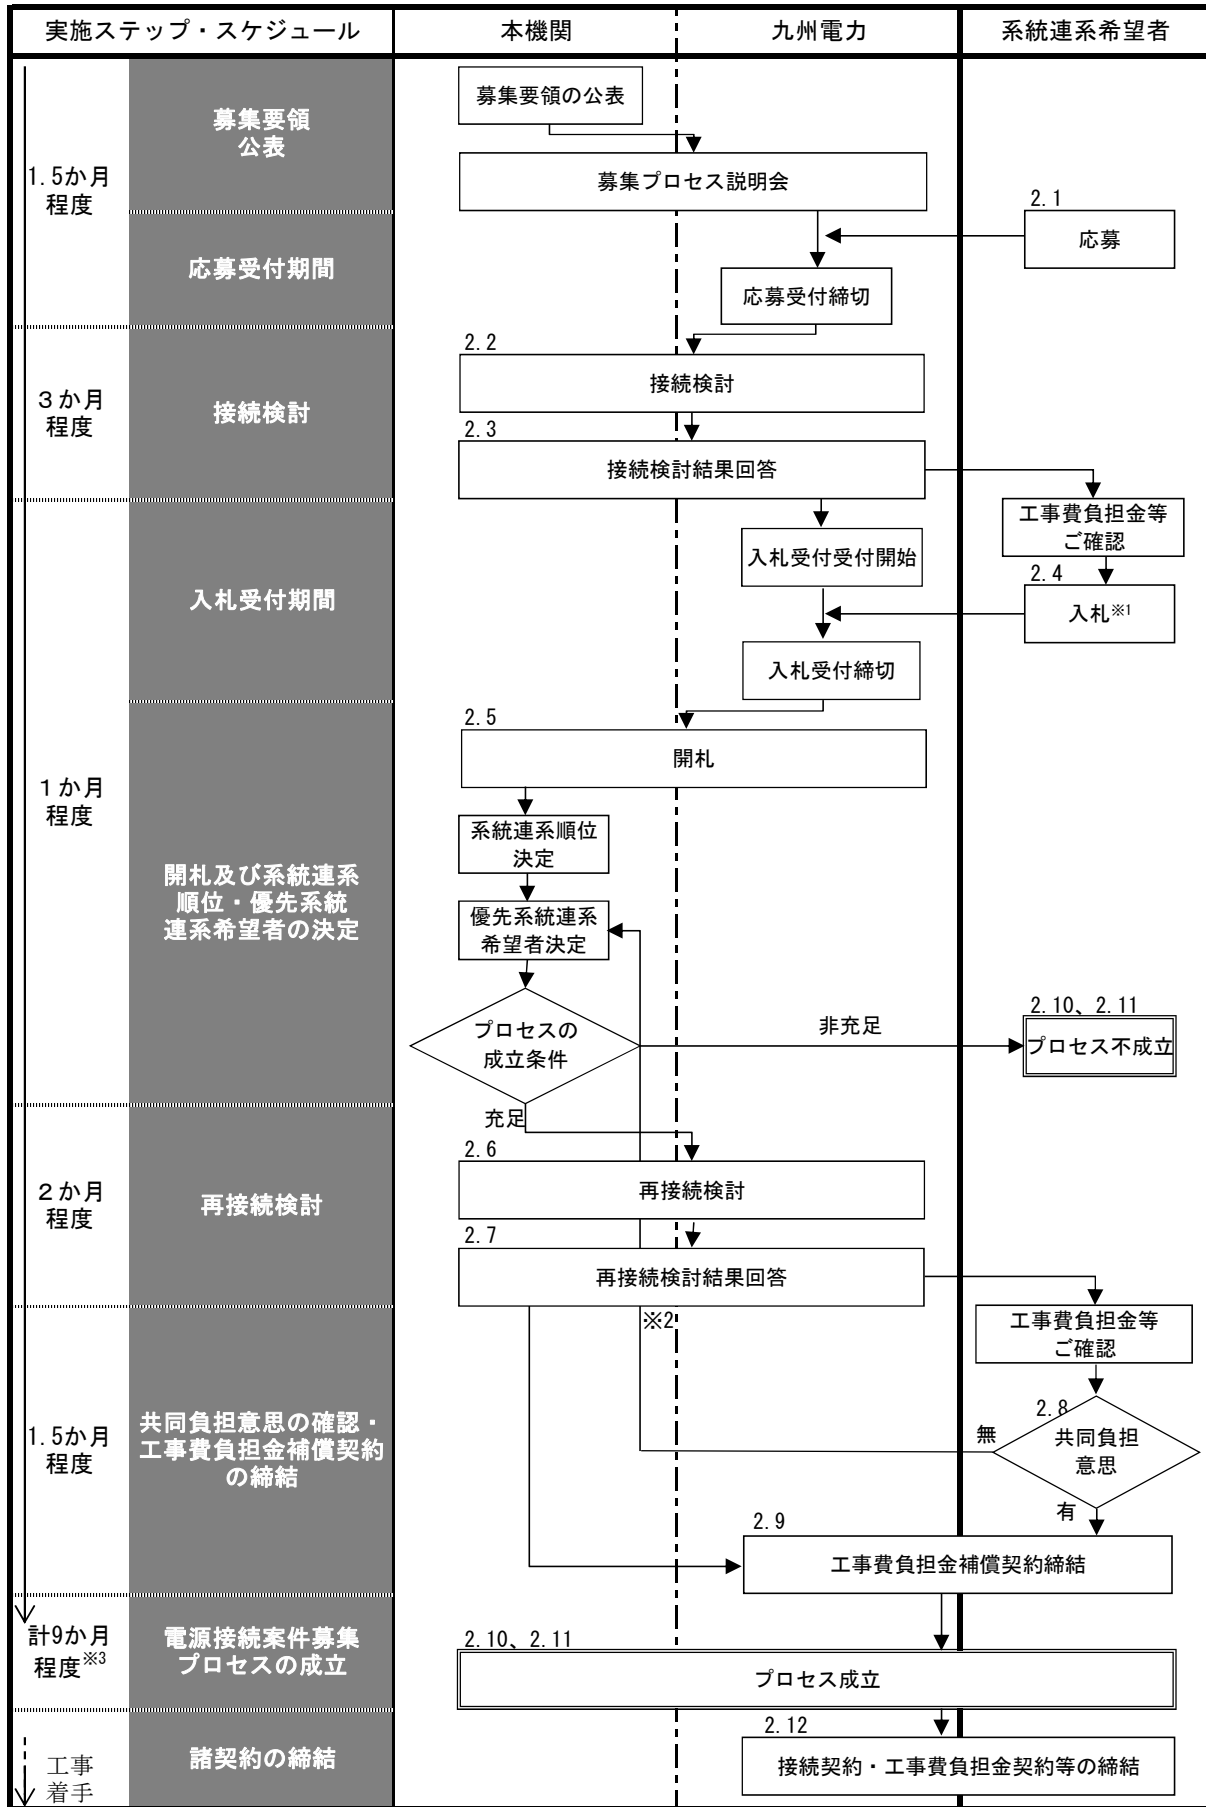 実施ステップ・スケジュール
本機関
九州電力
系統連系希望者
1.5か月
程度
募集要領
公表
募集要領の公表
募集プロセス説明会
2.1
応募
応募受付期間
応募受付締切
3か月
程度
接続検討
2.2
接続検討
2.3
接続検討結果回答
工事費負担金等
ご確認
入札受付期間
入札受付受付開始
2.4
入札※1
入札受付締切
1か月
程度
開札及び系統連系
順位・優先系統
連系希望者の決定
2.5
開札
系統連系順位
決定
優先系統連系
希望者決定
プロセスの
成立条件
非充足
2.10、2.11
プロセス不成立
充足
2か月
程度
再接続検討
2.6
再接続検討
2.7
再接続検討結果回答
※2
工事費負担金等
ご確認
1.5か月
程度
共同負担意思の確認・
工事費負担金補償契約
の締結
2.8
共同負担
意思
無
有
2.9
工事費負担金補償契約締結
計9か月
程度※3
電源接続案件募集
プロセスの成立
2.10、2.11
プロセス成立
工事
着手
諸契約の締結
2.12
接続契約・工事費負担金契約等の締結